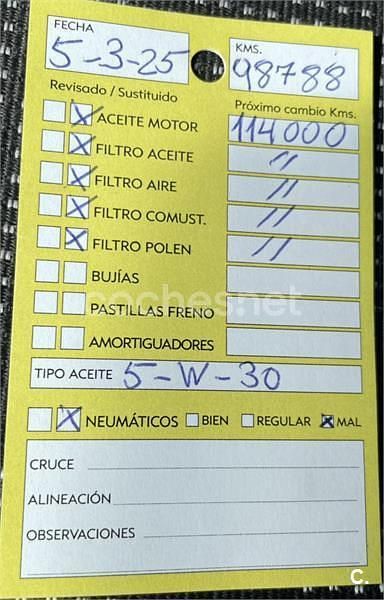 FECHA
5-3-25
KMS.
98788
Revisado / Sustituido
Próximo cambio Kms.
ACEITE MOTOR 114000
FILTRO ACEITE //
FILTRO AIRE //
FILTRO COMUST. //
FILTRO POLEN //
BUJÍAS
PASTILLAS FRENO
AMORTIGUADORES
TIPO ACEITE 5-W-30
NEUMÁTICOS BIEN REGULAR MAL
CRUCE
ALINEACIÓN
OBSERVACIONES
coches.net
C.